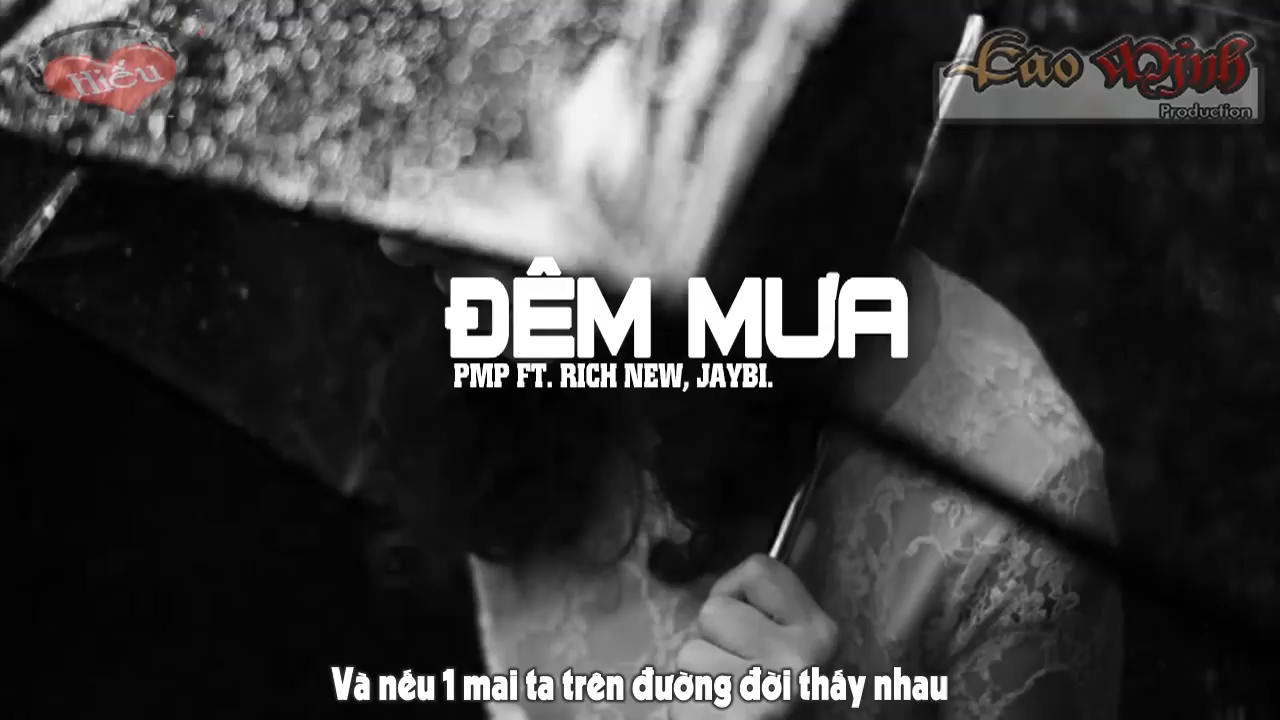 Hiếu
Cao Minh
Production
ĐÊM MƯA
PMP FT. RICH NEW, JAYBI.
Và nếu 1 mai ta trên đường đời thấy nhau